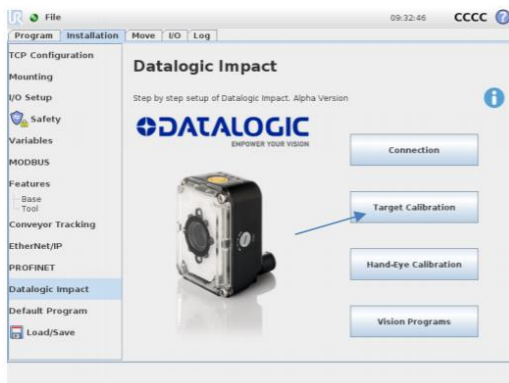 File
09:32:46
CCCC
Program
Installation
Move
I/O
Log
TCP Configuration
Mounting
I/O Setup
Safety
Variables
MODBUS
Features
Base
Tool
Conveyor Tracking
EtherNet/IP
PROFINET
Datalogic Impact
Default Program
Load/Save
Datalogic Impact
Step by step setup of Datalogic Impact. Alpha Version
DATALOGIC
EMPOWER YOUR VISION
Connection
Target Calibration
Hand-Eye Calibration
Vision Programs